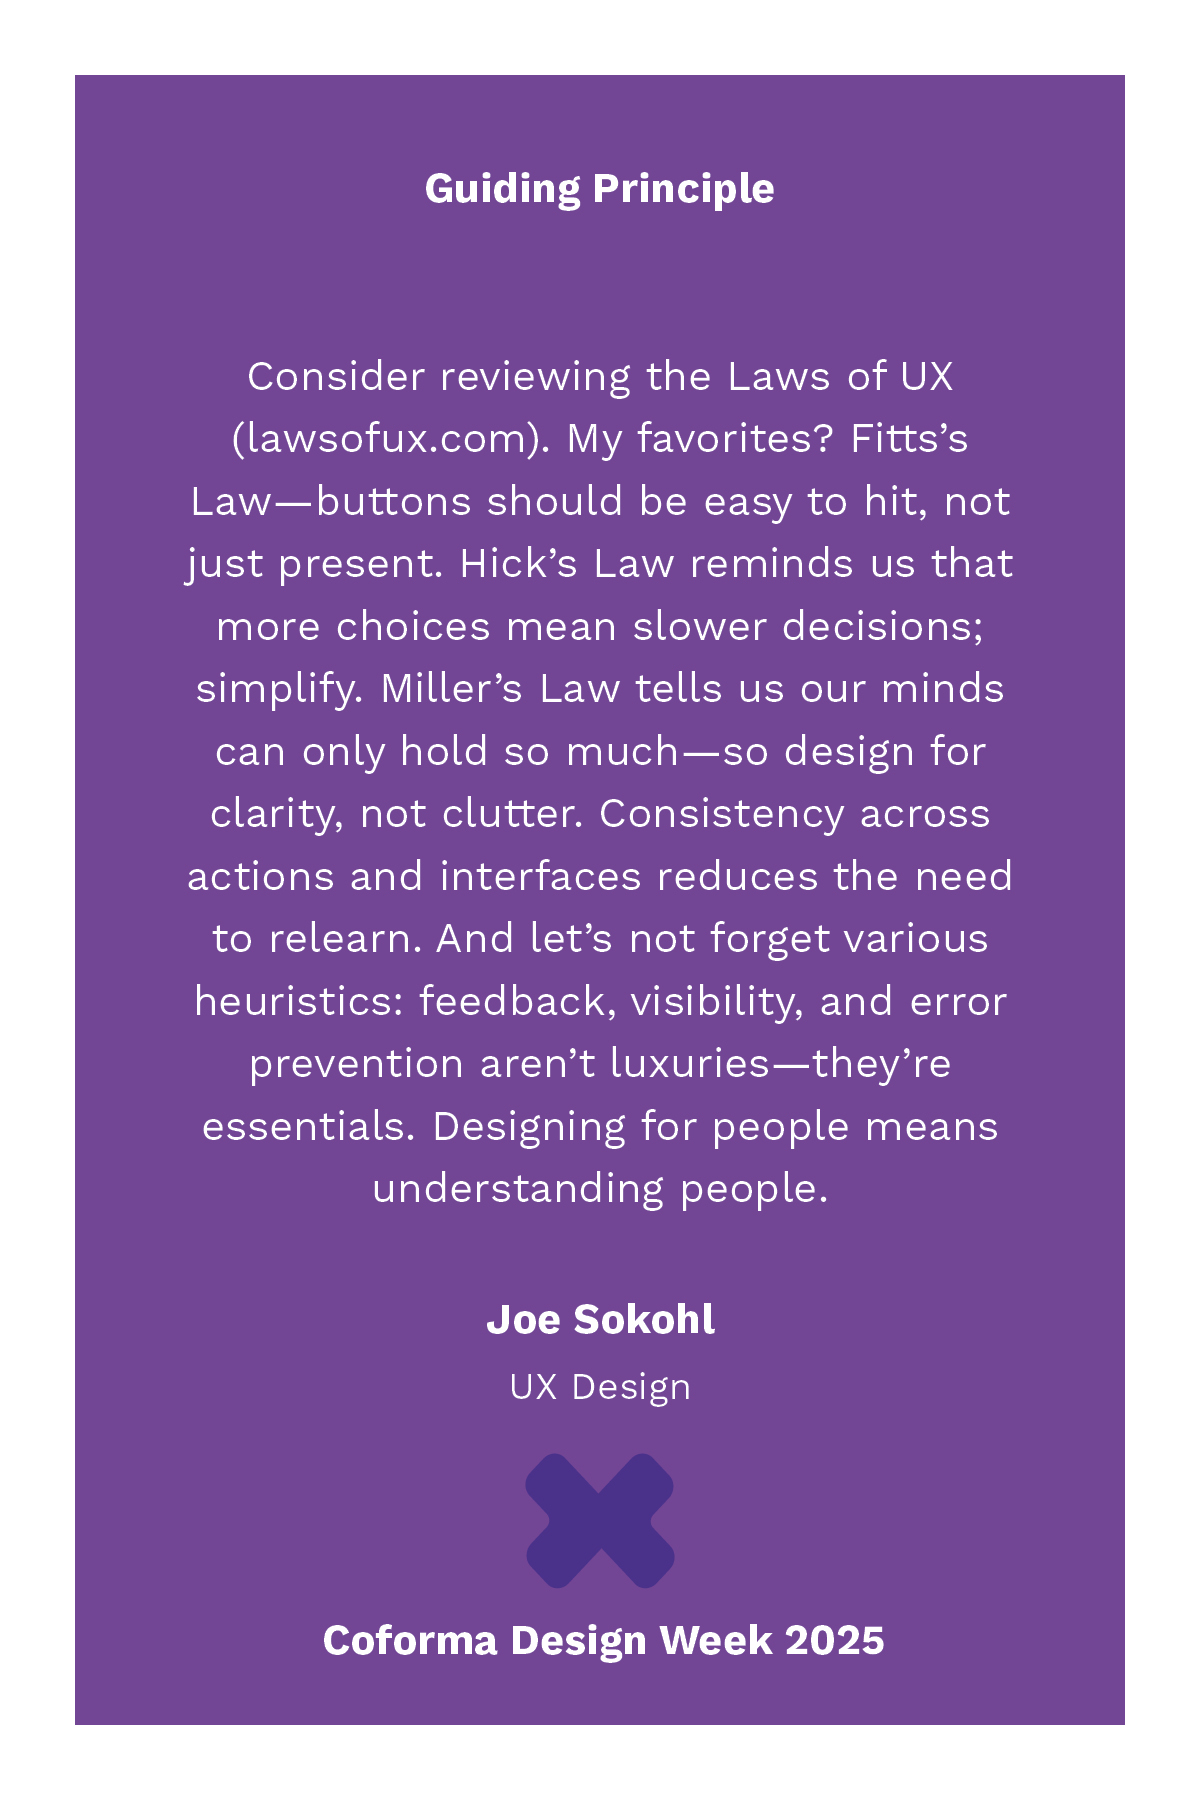 Guiding Principle
Consider reviewing the Laws of UX
(lawsofux.com). My favorites? Fitts’s
Law—buttons should be easy to hit, not
just present. Hick’s Law reminds us that
more choices mean slower decisions;
simplify. Miller’s Law tells us our minds
can only hold so much—so design for
clarity, not clutter. Consistency across
actions and interfaces reduces the need
to relearn. And let’s not forget various
heuristics: feedback, visibility, and error
prevention aren’t luxuries—they’re
essentials. Designing for people means
understanding people.
Joe Sokohl
UX Design
Coforma Design Week 2025